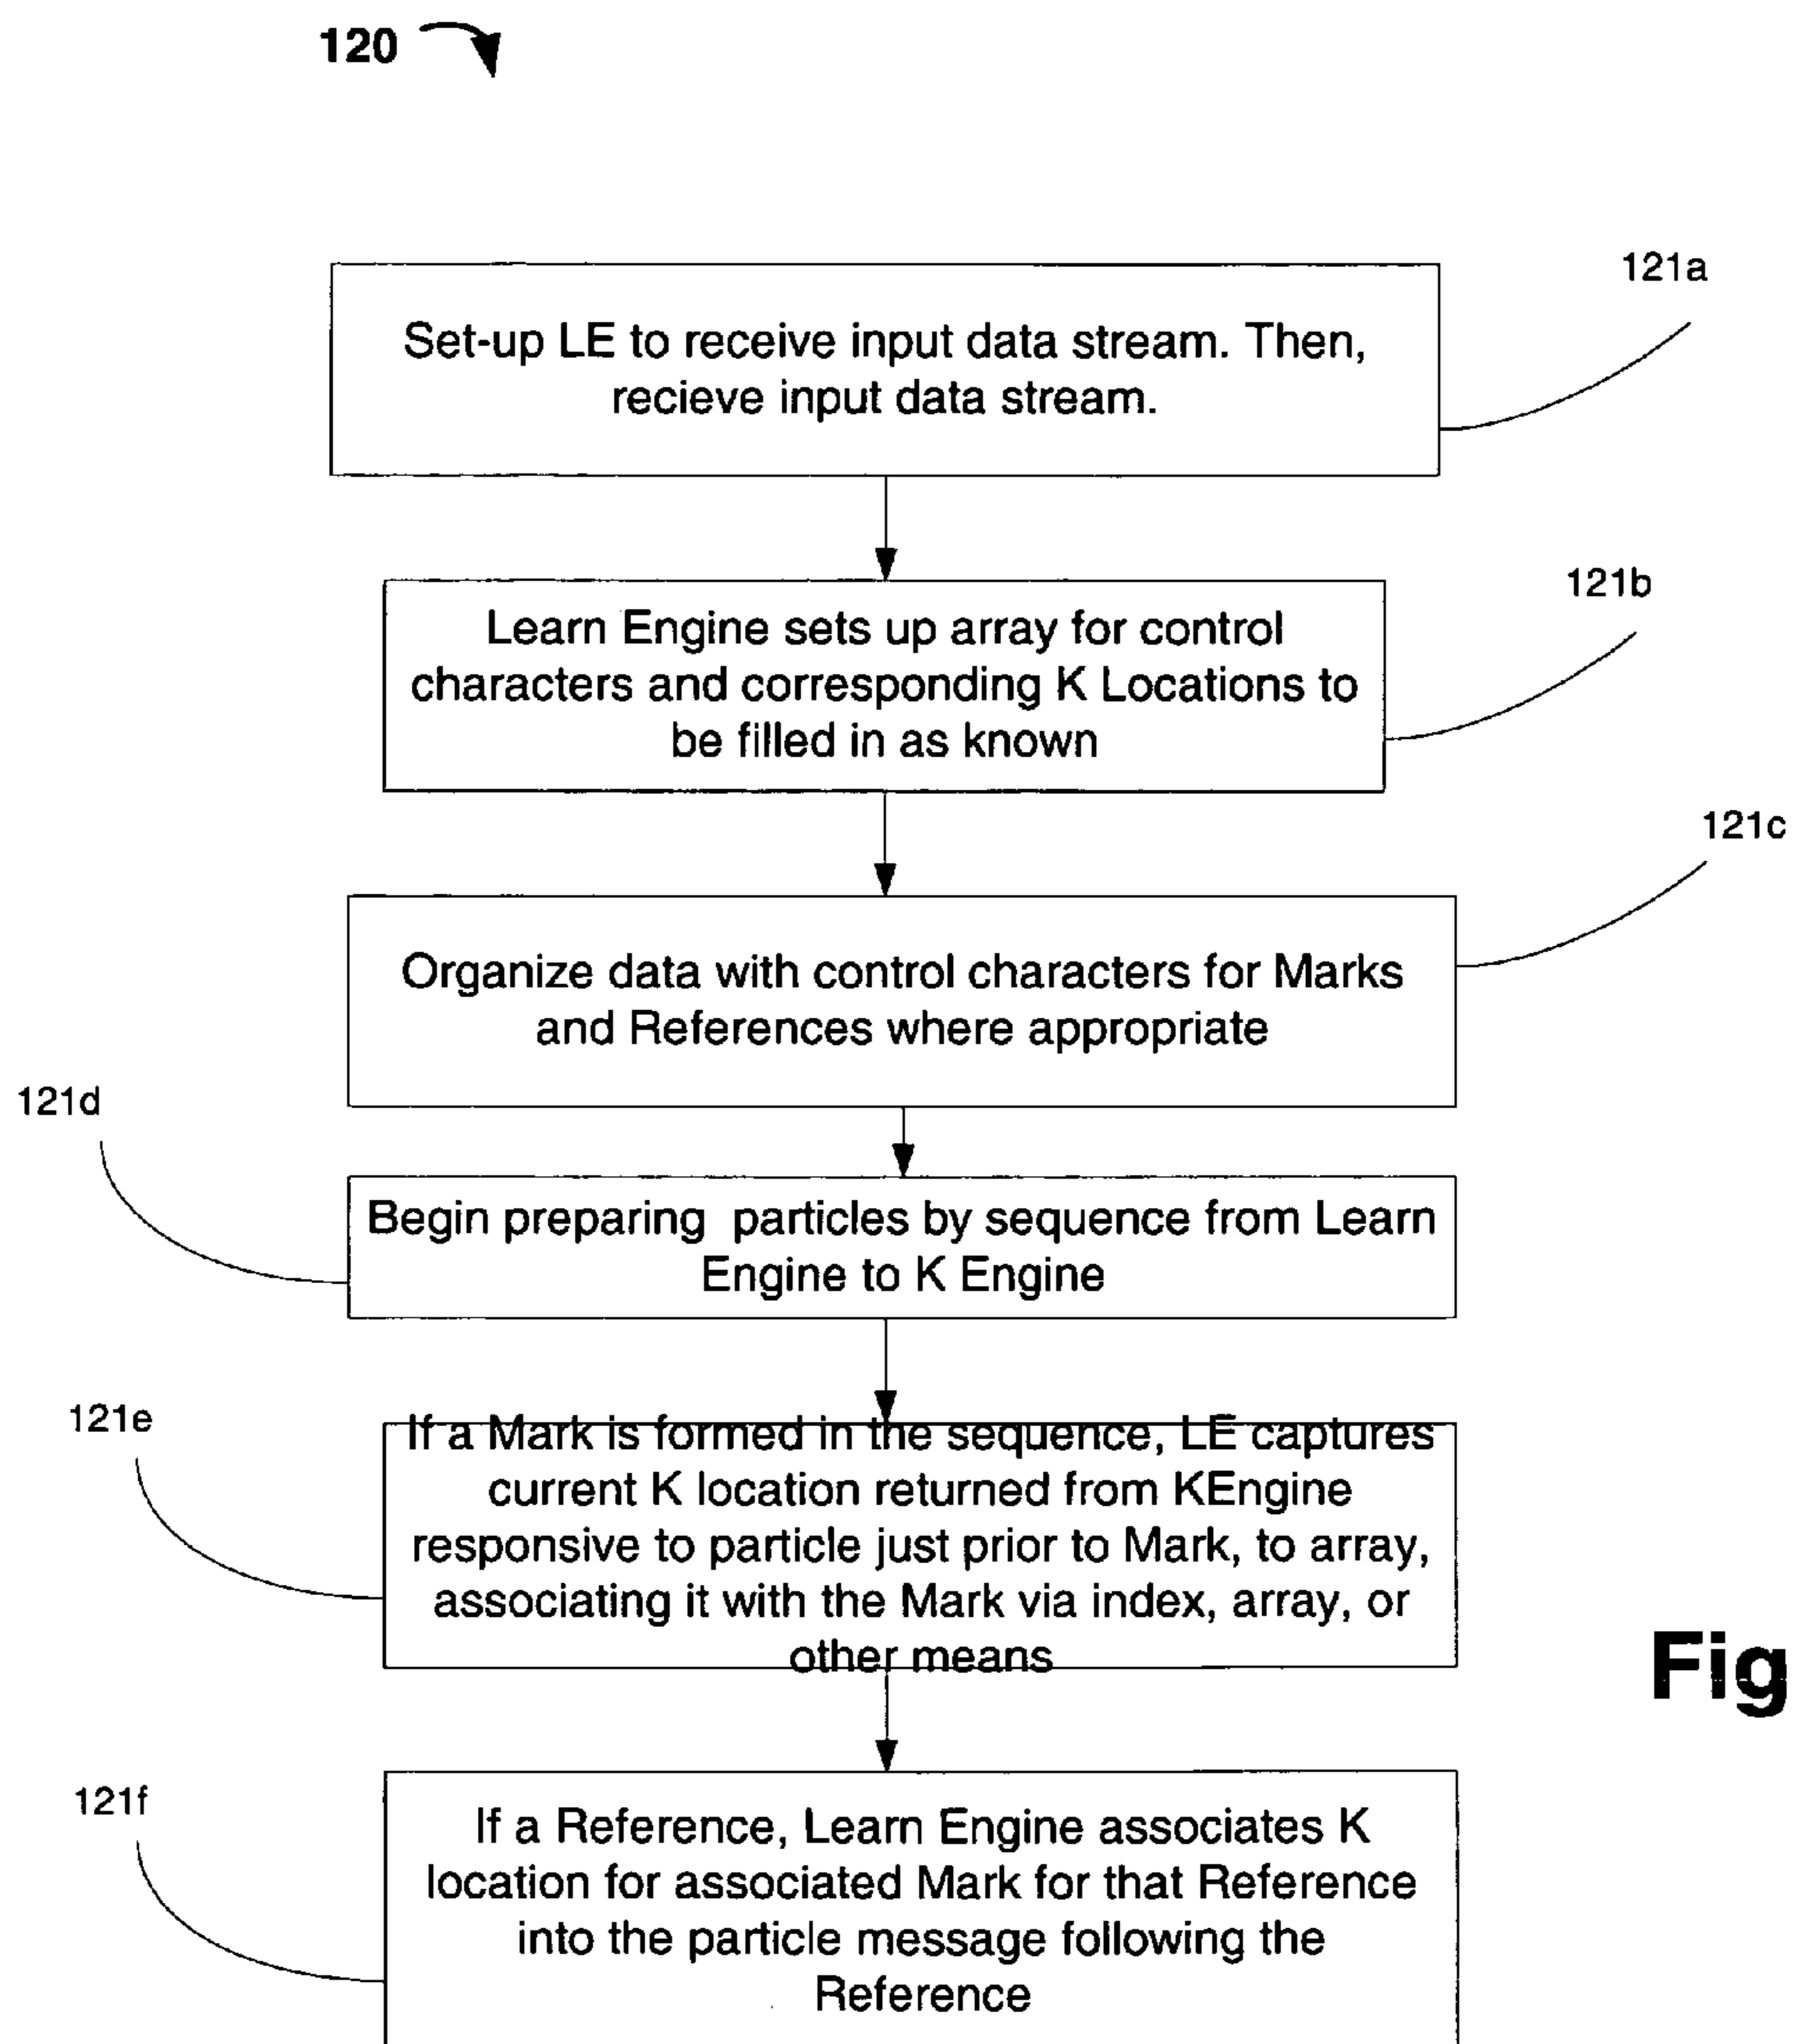 120
121a
Set-up LE to receive input data stream. Then,
recieve input data stream.
121b
Learn Engine sets up array for control
characters and corresponding K Locations to
be filled in as known
121c
Organize data with control characters for Marks
and References where appropriate
121d
Begin preparing particles by sequence from Learn
Engine to K Engine
121e
If a Mark is formed in the sequence, LE captures
current K location returned from KEngine
responsive to particle just prior to Mark, to array,
associating it with the Mark via index, array, or
other means
Fig
121f
If a Reference, Learn Engine associates K
location for associated Mark for that Reference
into the particle message following the
Reference